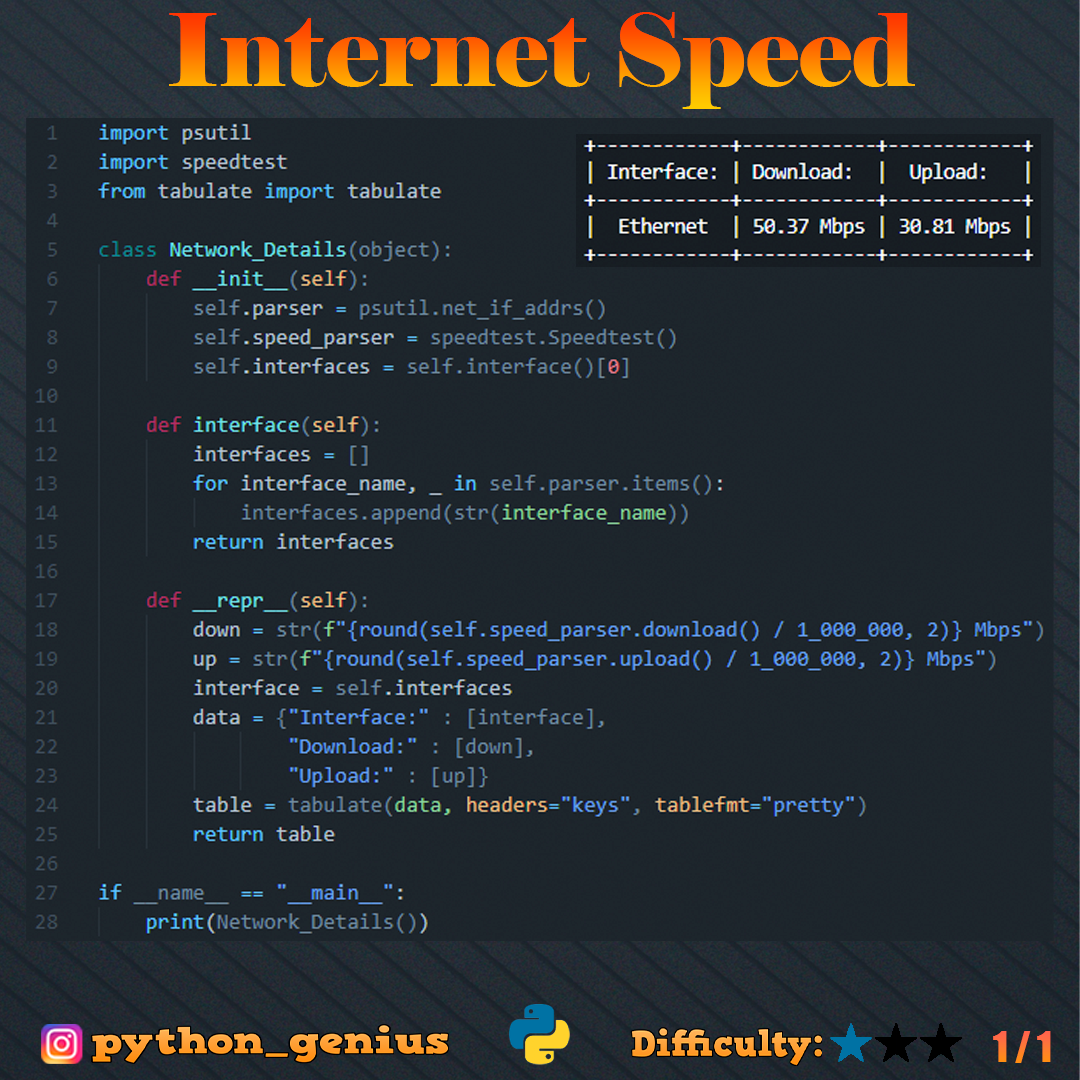 Internet Speed
1 import psutil
2 import speedtest
3 from tabulate import tabulate
4
5 class Network_Details(object):
6     def __init__(self):
7         self.parser = psutil.net_if_addrs()
8         self.speed_parser = speedtest.Speedtest()
9         self.interfaces = self.interface()[0]
10
11     def interface(self):
12         interfaces = []
13         for interface_name, _ in self.parser.items():
14             interfaces.append(str(interface_name))
15         return interfaces
16
17     def __repr__(self):
18         down = str(f"{round(self.speed_parser.download() / 1_000_000, 2)} Mbps")
19         up = str(f"{round(self.speed_parser.upload() / 1_000_000, 2)} Mbps")
20         interface = self.interfaces
21         data = {"Interface:" : [interface],
22                 "Download:" : [down],
23                 "Upload:" : [up]}
24         table = tabulate(data, headers="keys", tablefmt="pretty")
25         return table
26
27 if __name__ == "__main__":
28     print(Network_Details())
+------------+------------+------------+
| Interface: | Download:  |  Upload:   |
+------------+------------+------------+
|  Ethernet  | 50.37 Mbps | 30.81 Mbps |
+------------+------------+------------+
python_genius
Difficulty:
1/1